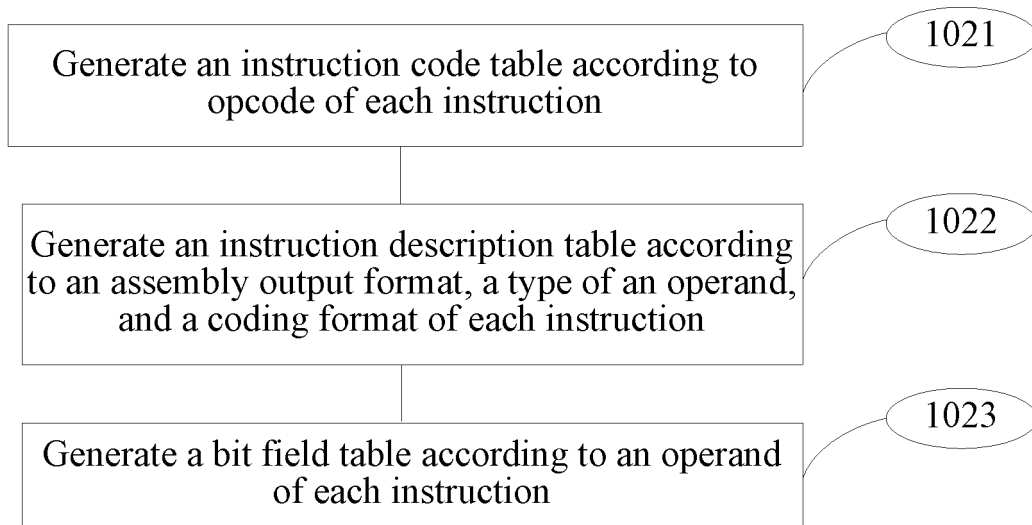 1021
Generate an instruction code table according to
opcode of each instruction
1022
Generate an instruction description table according
to an assembly output format, a type of an operand,
and a coding format of each instruction
1023
Generate a bit field table according to an operand
of each instruction